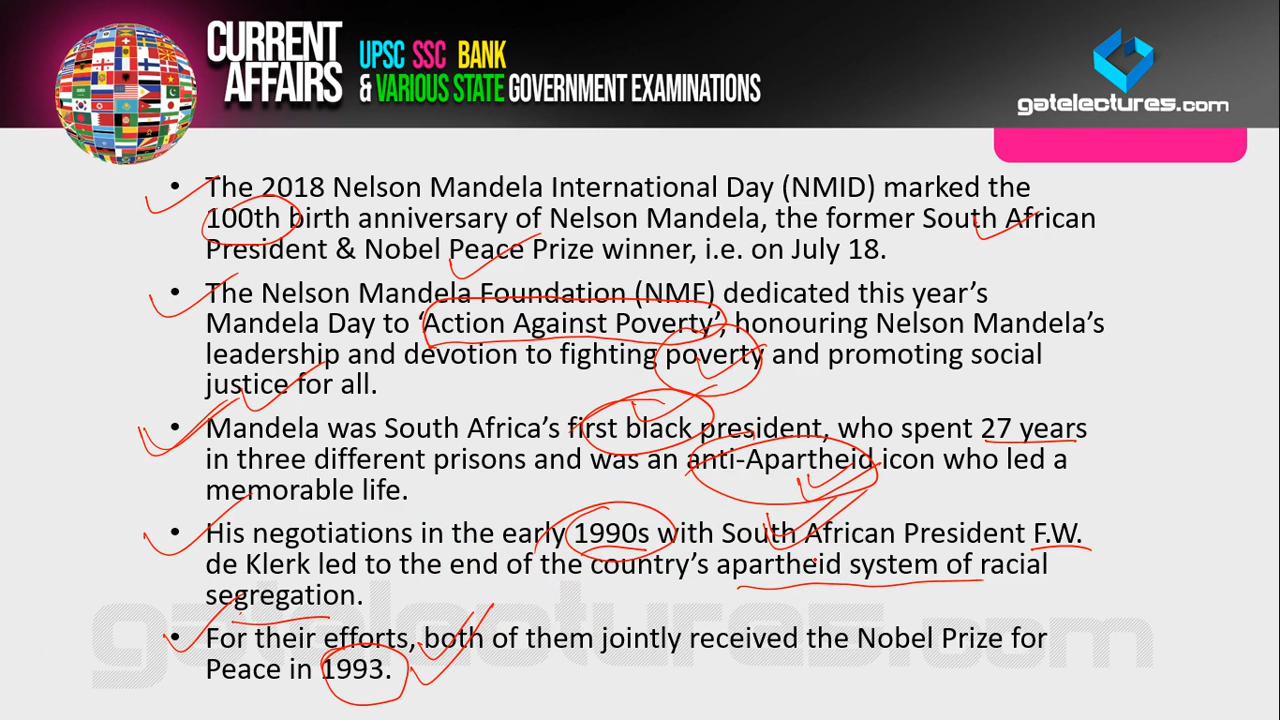 CURRENT
AFFAIRS
UPSC SSC BANK
& VARIOUS STATE GOVERNMENT EXAMINATIONS
gatelectures.com
• The 2018 Nelson Mandela International Day (NMID) marked the
100th birth anniversary of Nelson Mandela, the former South African
President & Nobel Peace Prize winner, i.e. on July 18.
• The Nelson Mandela Foundation (NMF) dedicated this year’s
Mandela Day to ‘Action Against Poverty’, honouring Nelson Mandela’s
leadership and devotion to fighting poverty and promoting social
justice for all.
• Mandela was South Africa’s first black president, who spent 27 years
in three different prisons and was an anti-Apartheid icon who led a
memorable life.
• His negotiations in the early 1990s with South African President F.W.
de Klerk led to the end of the country’s apartheid system of racial
segregation.
• For their efforts, both of them jointly received the Nobel Prize for
Peace in 1993.
gatelectures.com